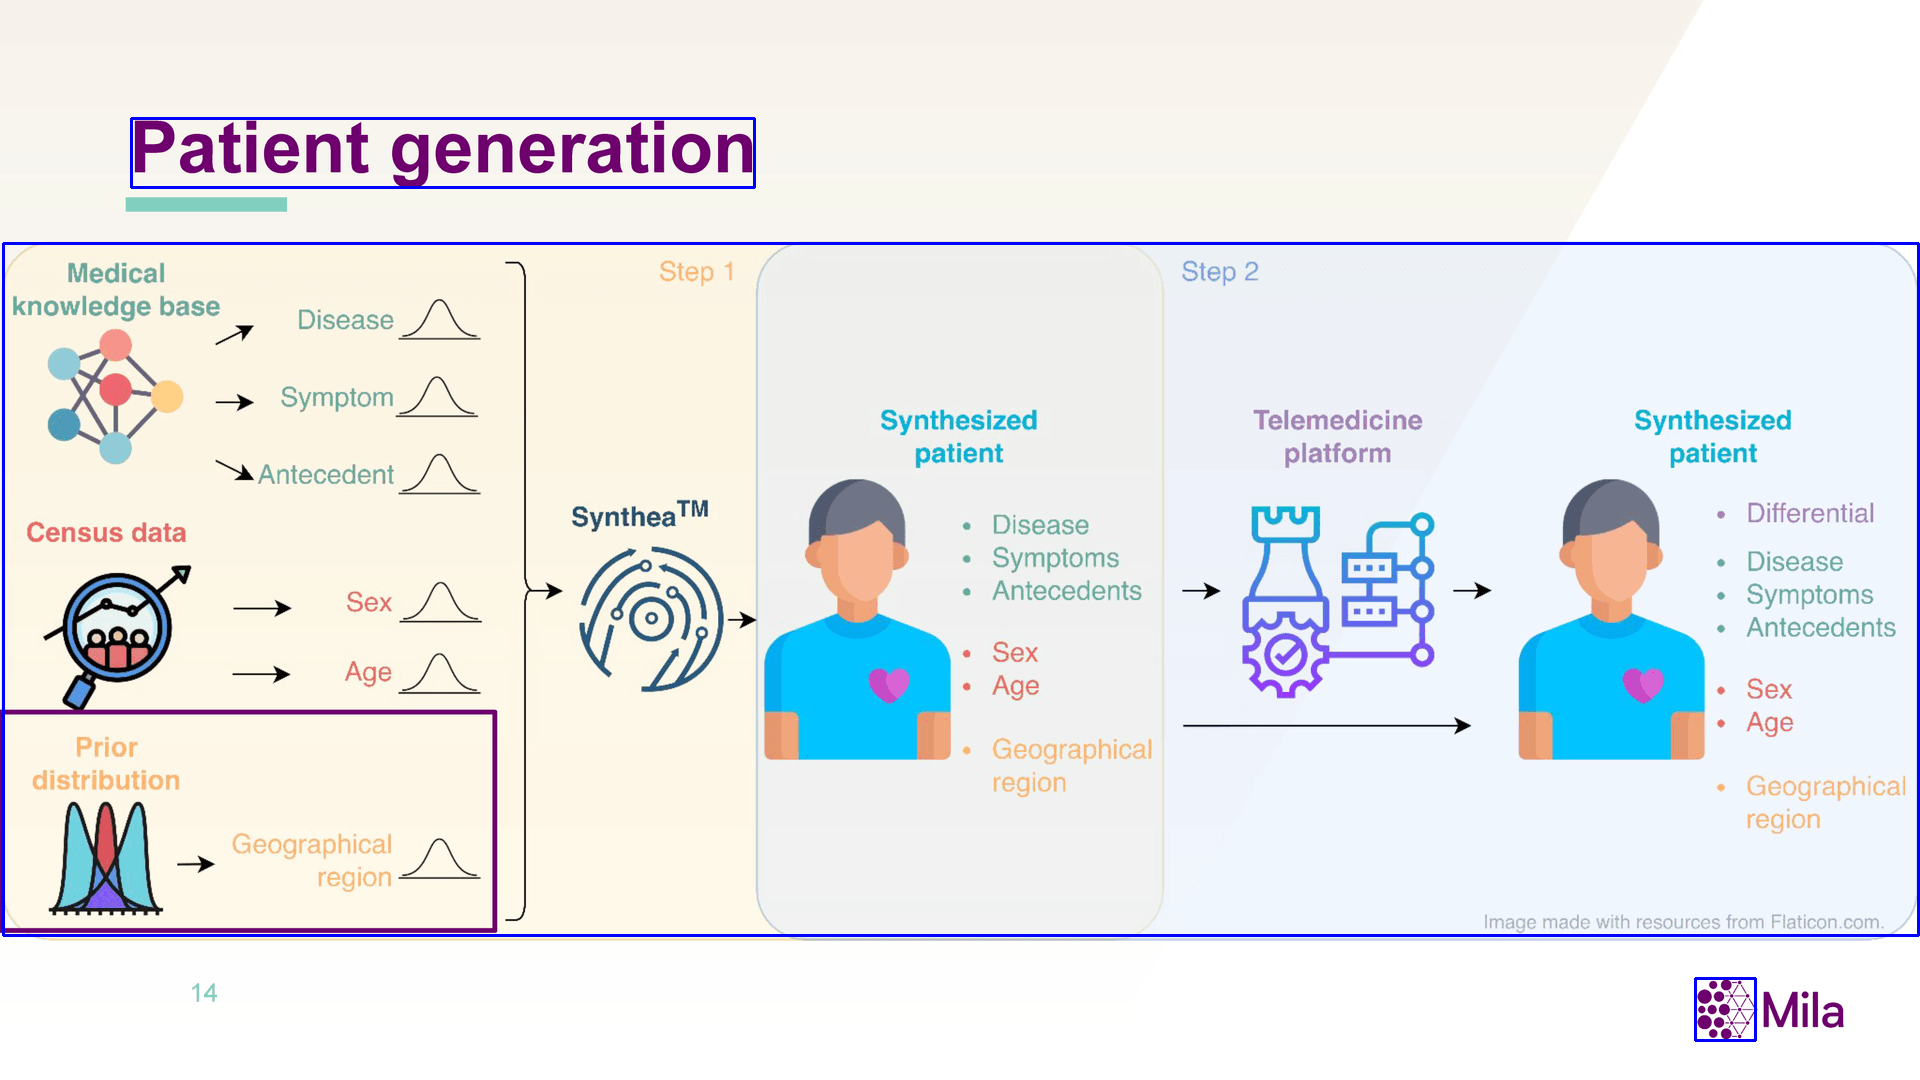 Patient generation
Medical
knowledge base
Disease
Symptom
Antecedent
Census data
Sex
Age
Prior
distribution
Geographical
region
Step 1
Synthea™
Synthesized
patient
• Disease
• Symptoms
• Antecedents
• Sex
• Age
• Geographical
region
Step 2
Telemedicine
platform
Synthesized
patient
• Differential
• Disease
• Symptoms
• Antecedents
• Sex
• Age
• Geographical
region
Image made with resources from Flaticon.com.
14
Mila